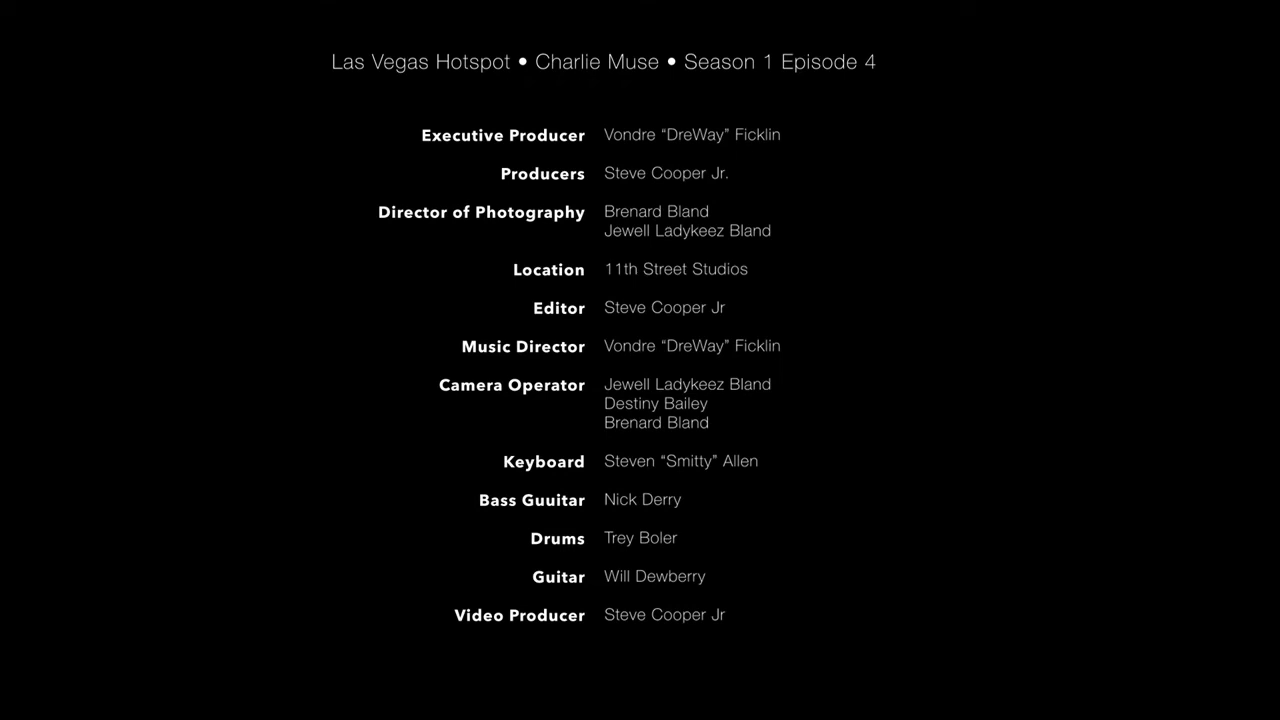 Las Vegas Hotspot • Charlie Muse • Season 1 Episode 4
Executive Producer Vondre “DreWay” Ficklin
Producers Steve Cooper Jr.
Director of Photography Brenard Bland
Jewell Ladykeez Bland
Location 11th Street Studios
Editor Steve Cooper Jr
Music Director Vondre “DreWay” Ficklin
Camera Operator Jewell Ladykeez Bland
Destiny Bailey
Brenard Bland
Keyboard Steven “Smitty” Allen
Bass Guuitar Nick Derry
Drums Trey Boler
Guitar Will Dewberry
Video Producer Steve Cooper Jr